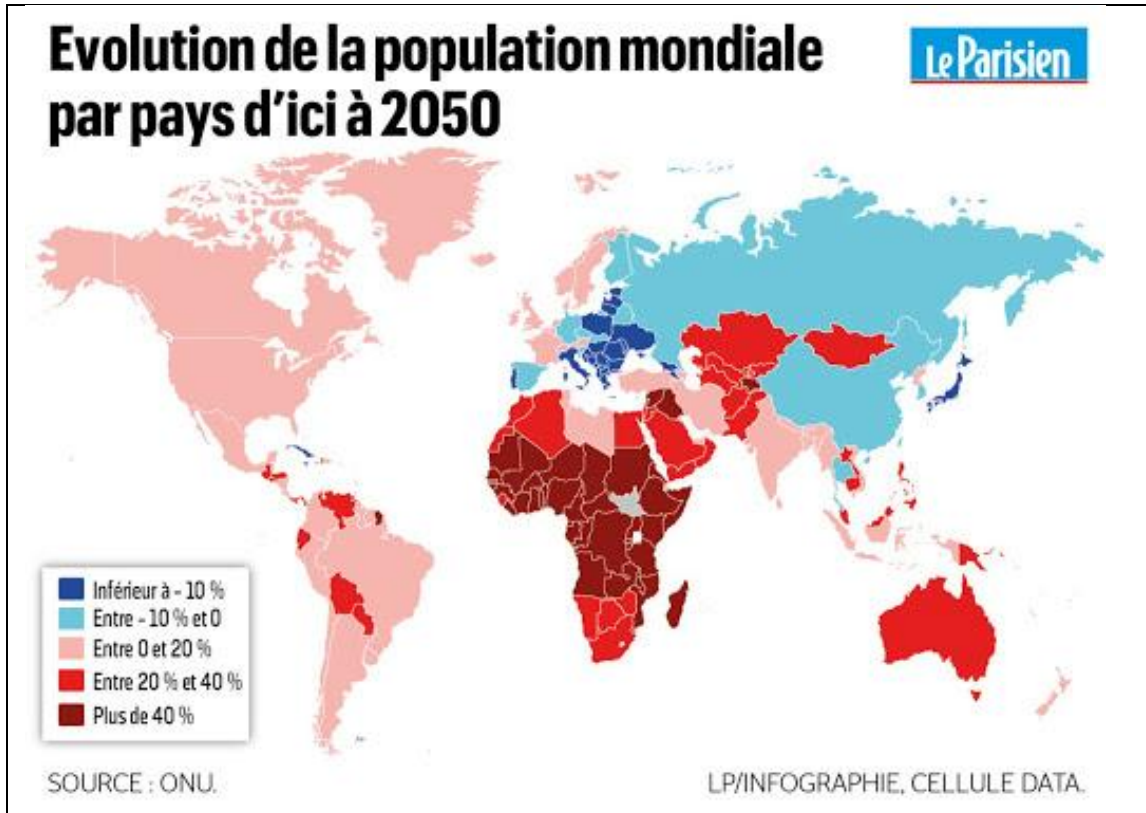 Evolution de la population mondiale
par pays d'ici à 2050
Le Parisien
Inférieur à - 10 %
Entre - 10 % et 0
Entre 0 et 20 %
Entre 20 % et 40 %
Plus de 40 %
SOURCE : ONU.
LP/INFOGRAPHIE, CELLULE DATA.